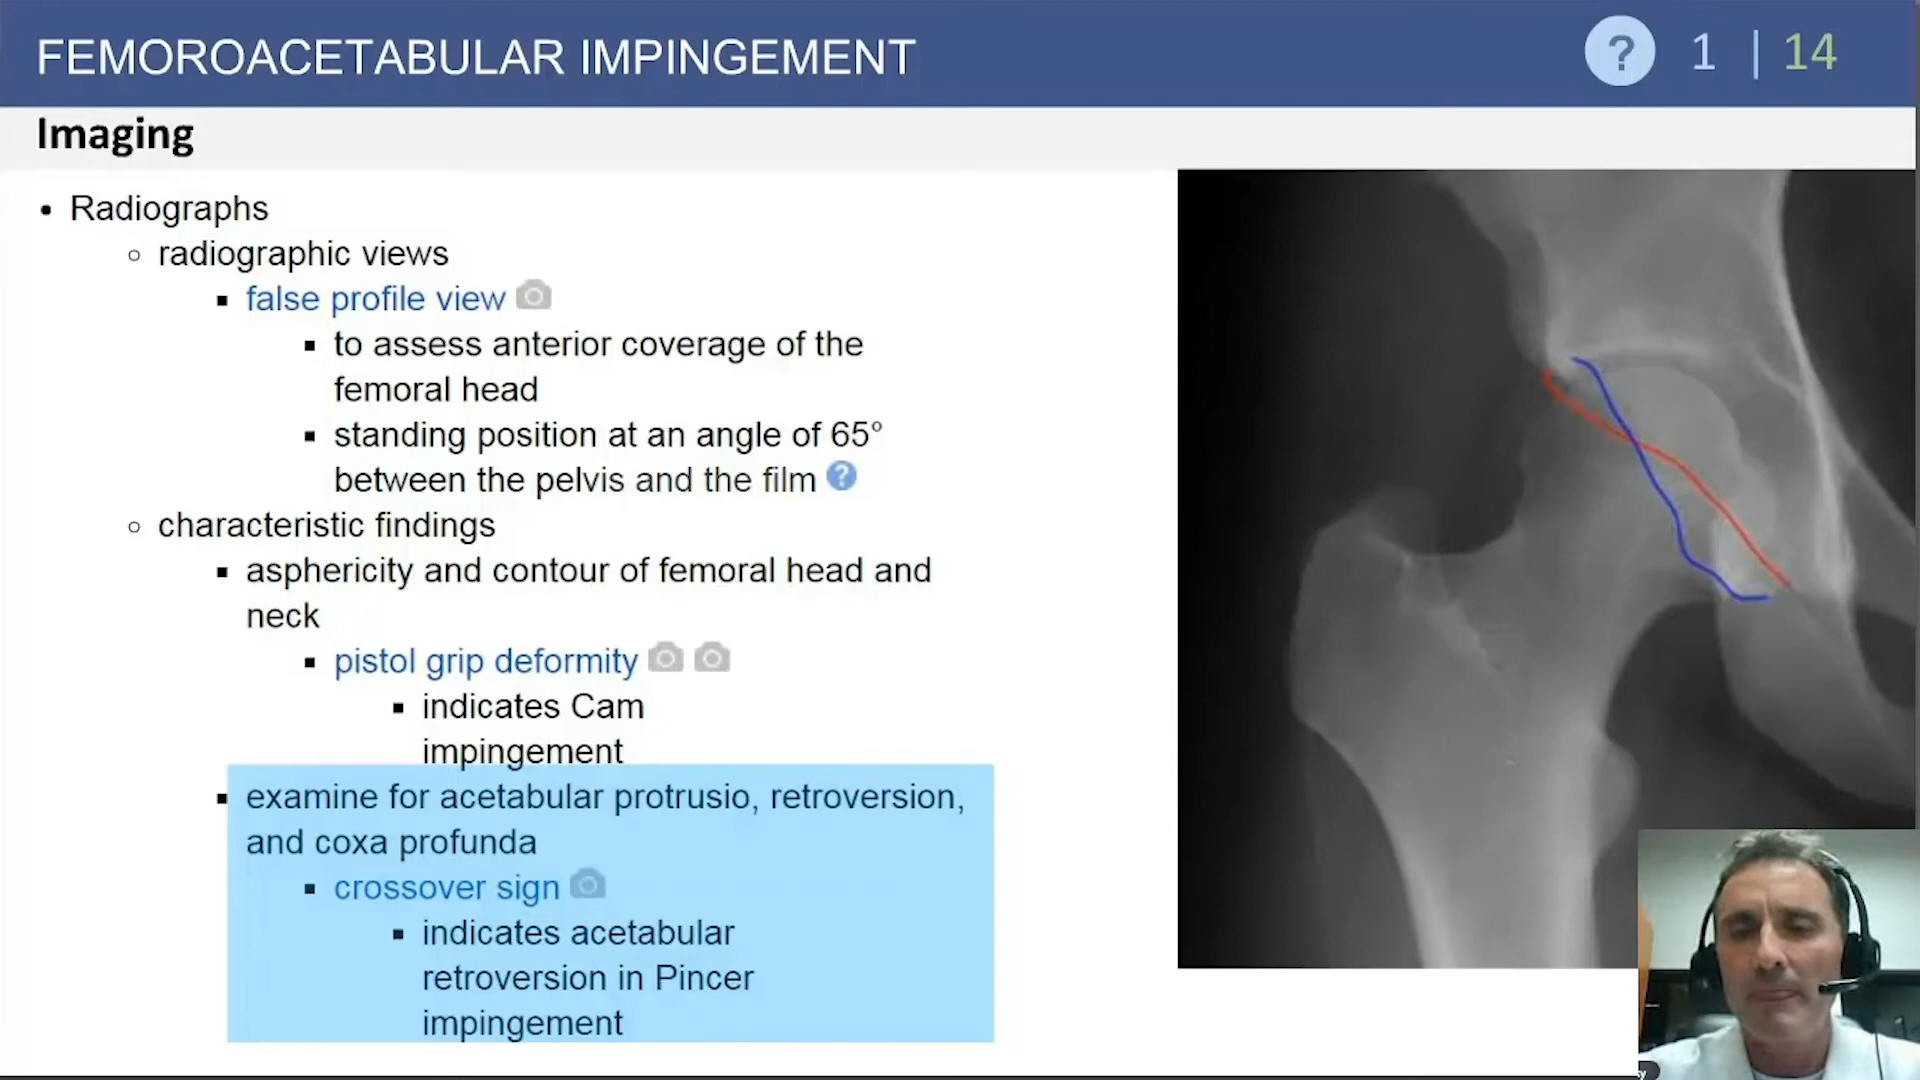 FEMOROACETABULAR IMPINGEMENT
? 1 | 14
Imaging
• Radiographs
○ radiographic views
▪ false profile view
▪ to assess anterior coverage of the
femoral head
▪ standing position at an angle of 65º
between the pelvis and the film ?
○ characteristic findings
▪ asphericity and contour of femoral head and
neck
▪ pistol grip deformity
▪ indicates Cam
impingement
▪ examine for acetabular protrusio, retroversion,
and coxa profunda
▪ crossover sign
▪ indicates acetabular
retroversion in Pincer
impingement